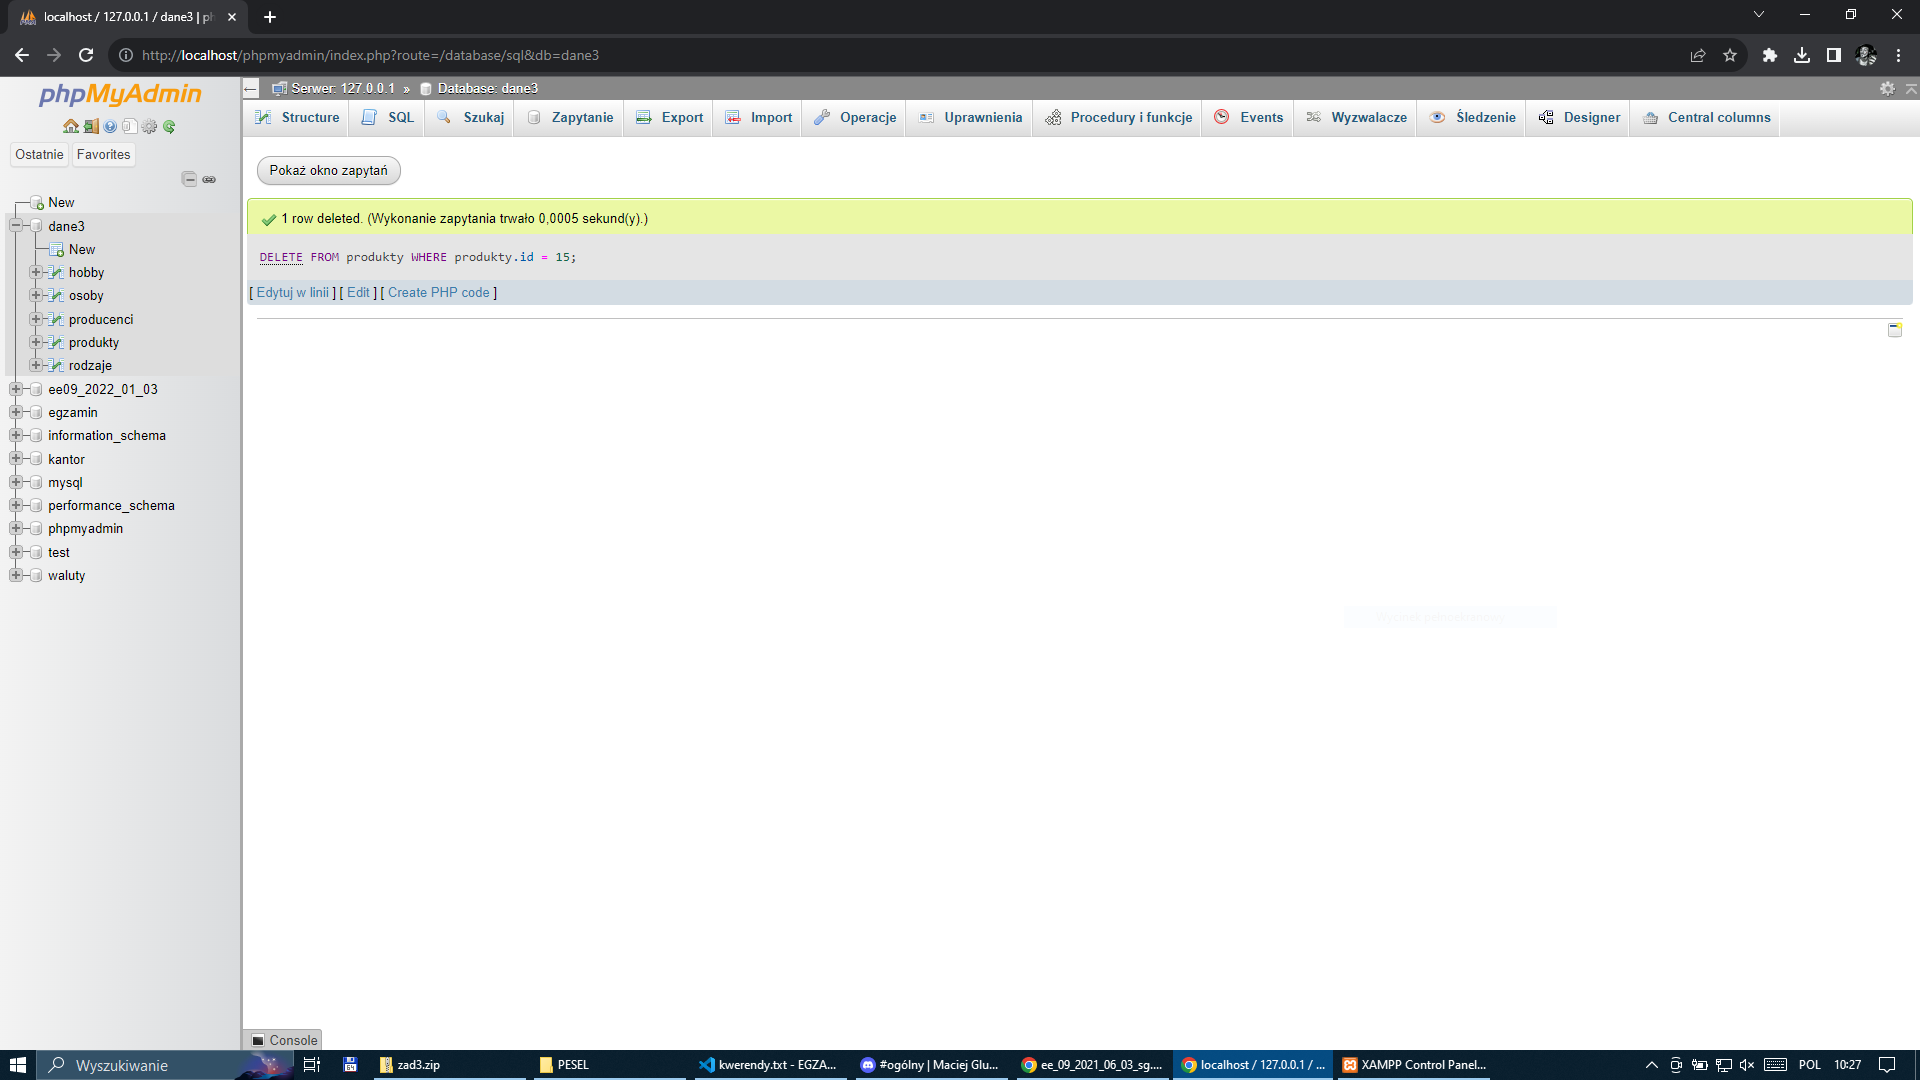 localhost / 127.0.0.1 / dane3 | ph
http://localhost/phpmyadmin/index.php?route=/database/sql&db=dane3
phpMyAdmin
Ostatnie Favorites
New
dane3
New
hobby
osoby
producenci
produkty
rodzaje
ee09_2022_01_03
egzamin
information_schema
kantor
mysql
performance_schema
phpmyadmin
test
waluty
Serwer: 127.0.0.1 » Database: dane3
Structure SQL Szukaj Zapytanie Export Import Operacje Uprawnienia Procedury i funkcje Events Wyzwalacze Śledzenie Designer Central columns
Pokaż okno zapytań
1 row deleted. (Wykonanie zapytania trwało 0,0005 sekund(y).)
DELETE FROM produkty WHERE produkty.id = 15;
[ Edytuj w linii ] [ Edit ] [ Create PHP code ]
Console
Wyszukiwanie zad3.zip PESEL kwerendy.txt - EGZA... #ogólny | Maciej Glu... ee_09_2021_06_03_sg.... localhost / 127.0.0.1 / ... XAMPP Control Panel... POL 10:27